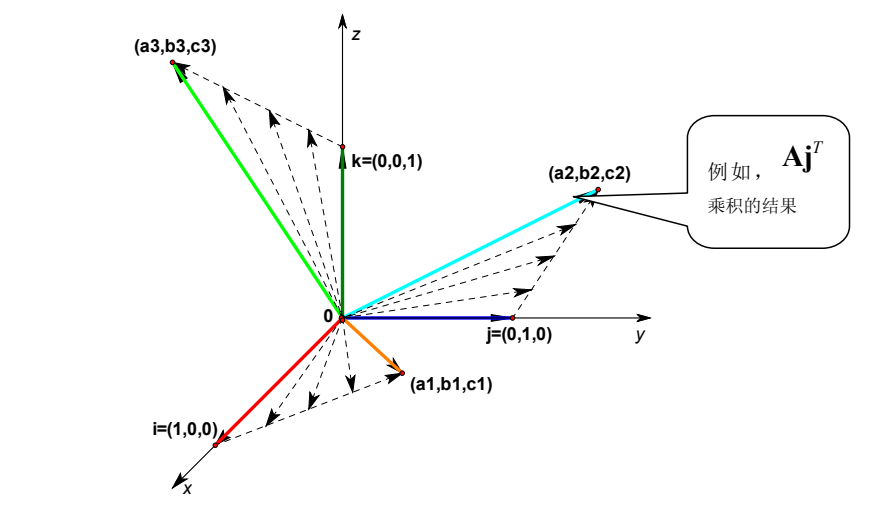 z
(a3,b3,c3)
k=(0,0,1)
(a2,b2,c2)
例如，Aj^T
乘积的结果
0
j=(0,1,0)
y
(a1,b1,c1)
i=(1,0,0)
x